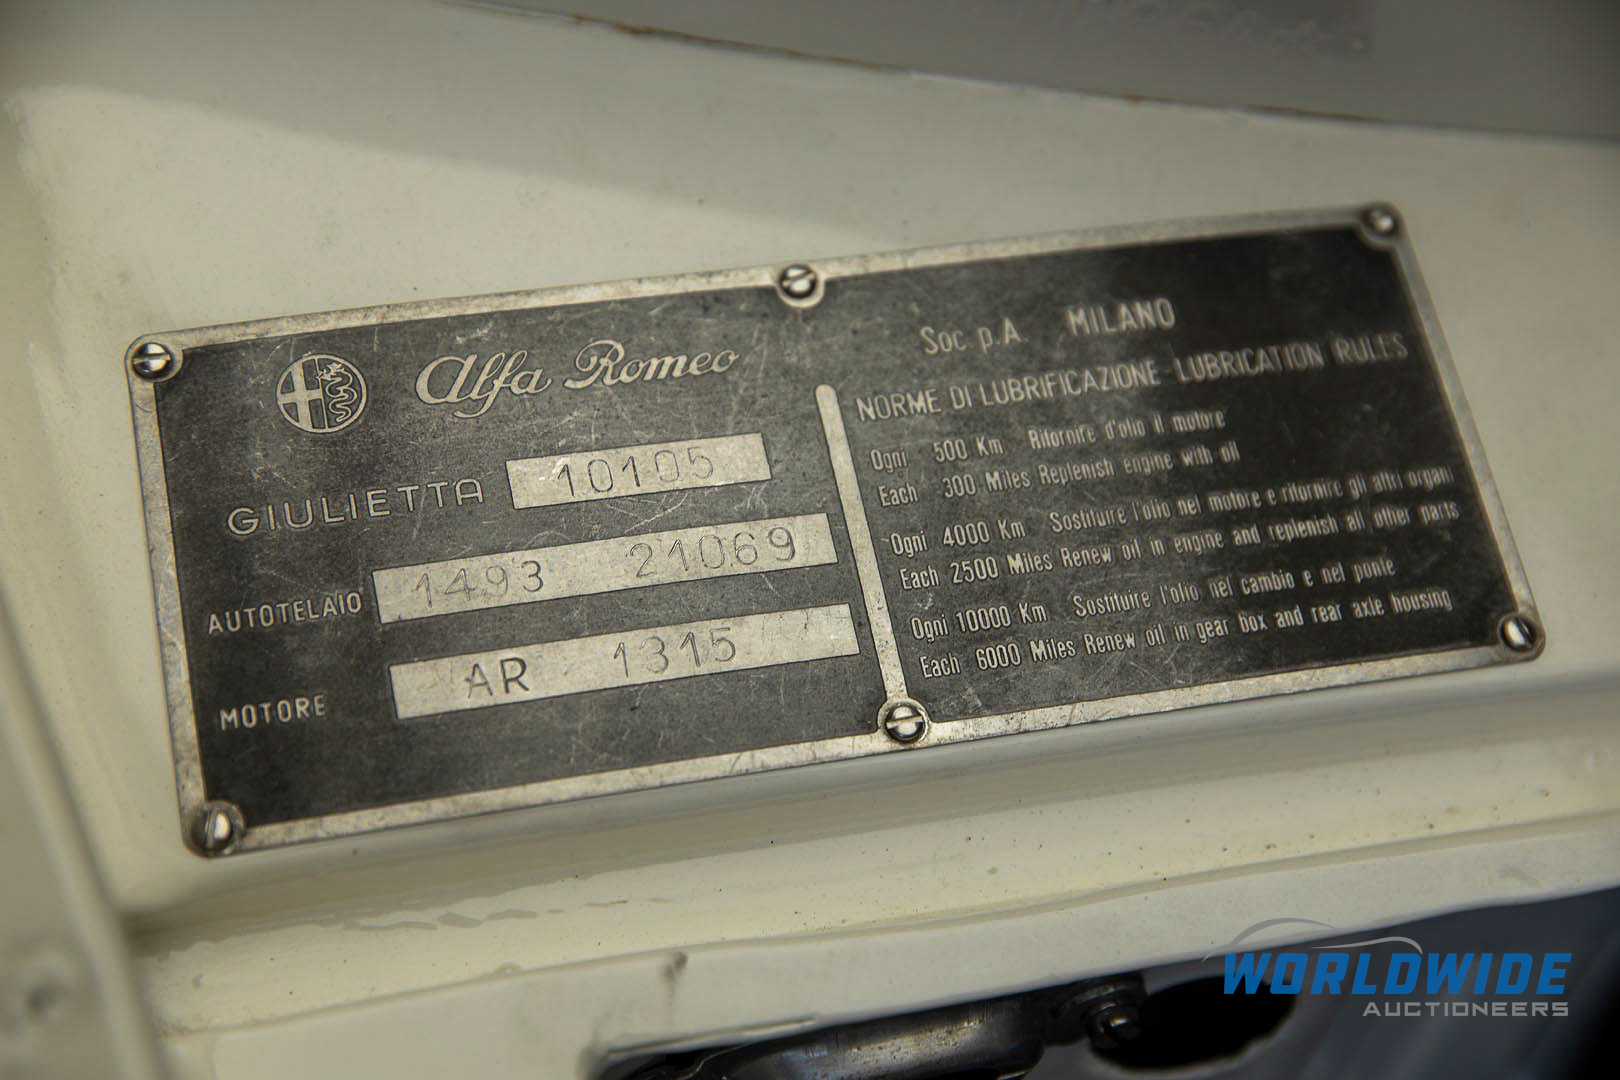 Alfa Romeo
GIULIETTA 10105
AUTOTELAIO 1493 21069
MOTORE AR 1315
Soc p.A. MILANO
NORME DI LUBRIFICAZIONE - LUBRICATION RULES
Ogni 500 Km Rifornire d'olio il motore
Each 300 Miles Replenish engine with oil
Ogni 4000 Km Sostituire l'olio nel motore e rifornire gli altri organi
Each 2500 Miles Renew oil in engine and replenish all other parts
Ogni 10000 Km Sostituire l'olio nel cambio e nel ponte
Each 6000 Miles Renew oil in gear box and rear axle housing
WORLDWIDE
AUCTIONEERS